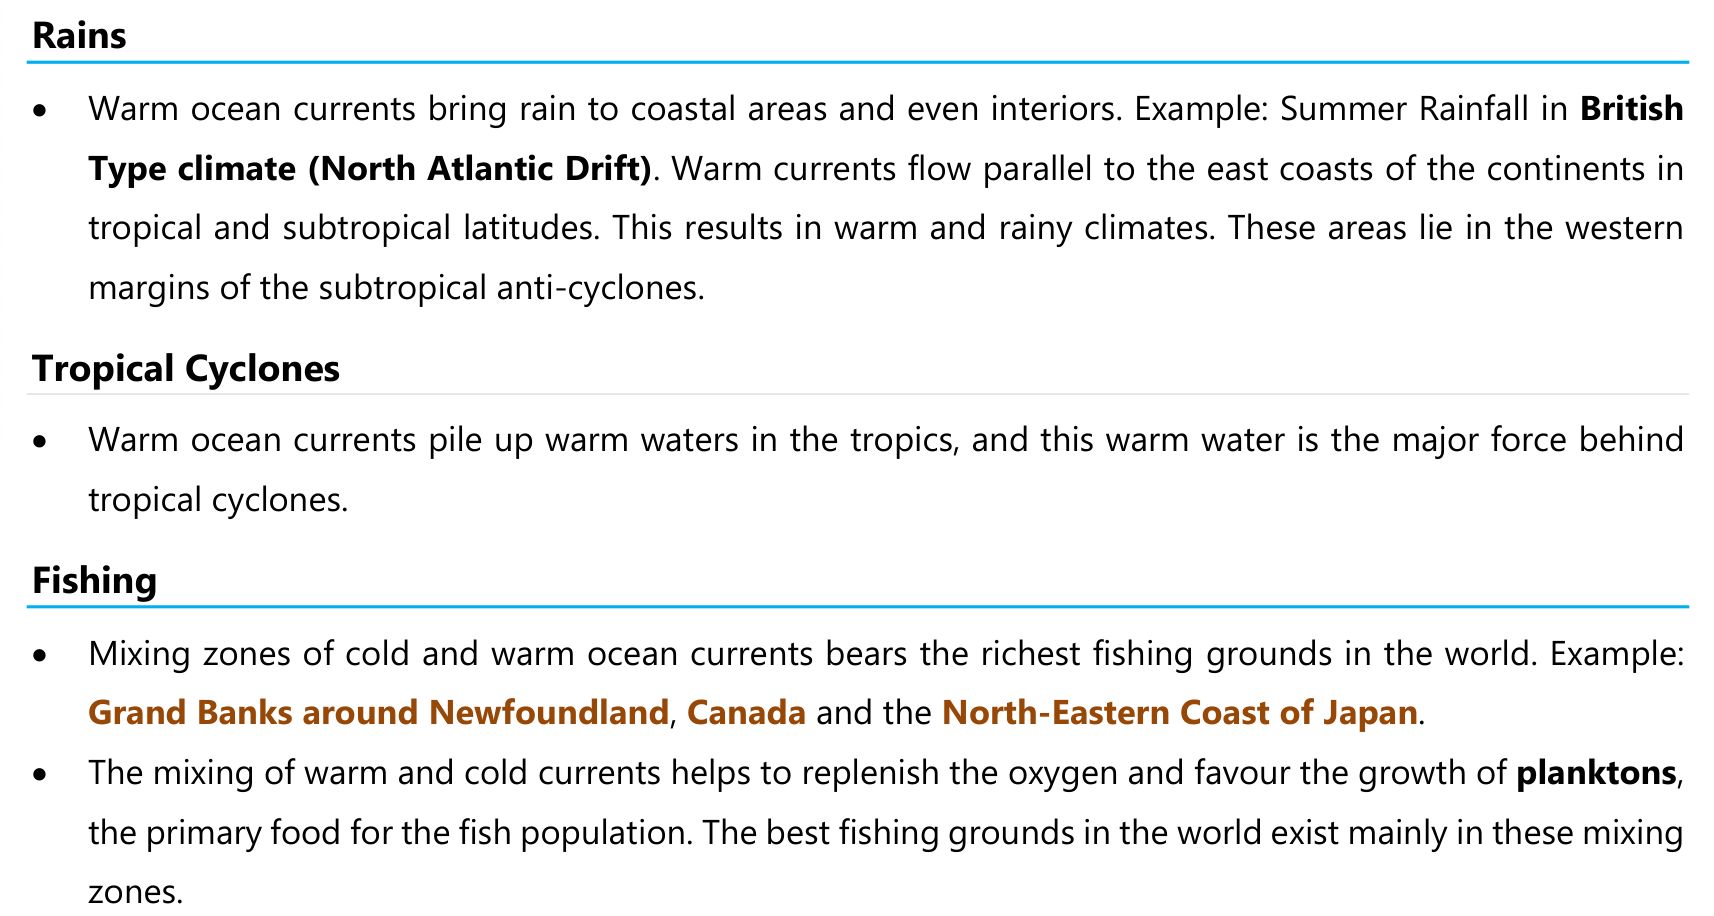 Rains
• Warm ocean currents bring rain to coastal areas and even interiors. Example: Summer Rainfall in British
Type climate (North Atlantic Drift). Warm currents flow parallel to the east coasts of the continents in
tropical and subtropical latitudes. This results in warm and rainy climates. These areas lie in the western
margins of the subtropical anti-cyclones.
Tropical Cyclones
• Warm ocean currents pile up warm waters in the tropics, and this warm water is the major force behind
tropical cyclones.
Fishing
• Mixing zones of cold and warm ocean currents bears the richest fishing grounds in the world. Example:
Grand Banks around Newfoundland, Canada and the North-Eastern Coast of Japan.
• The mixing of warm and cold currents helps to replenish the oxygen and favour the growth of planktons,
the primary food for the fish population. The best fishing grounds in the world exist mainly in these mixing
zones.